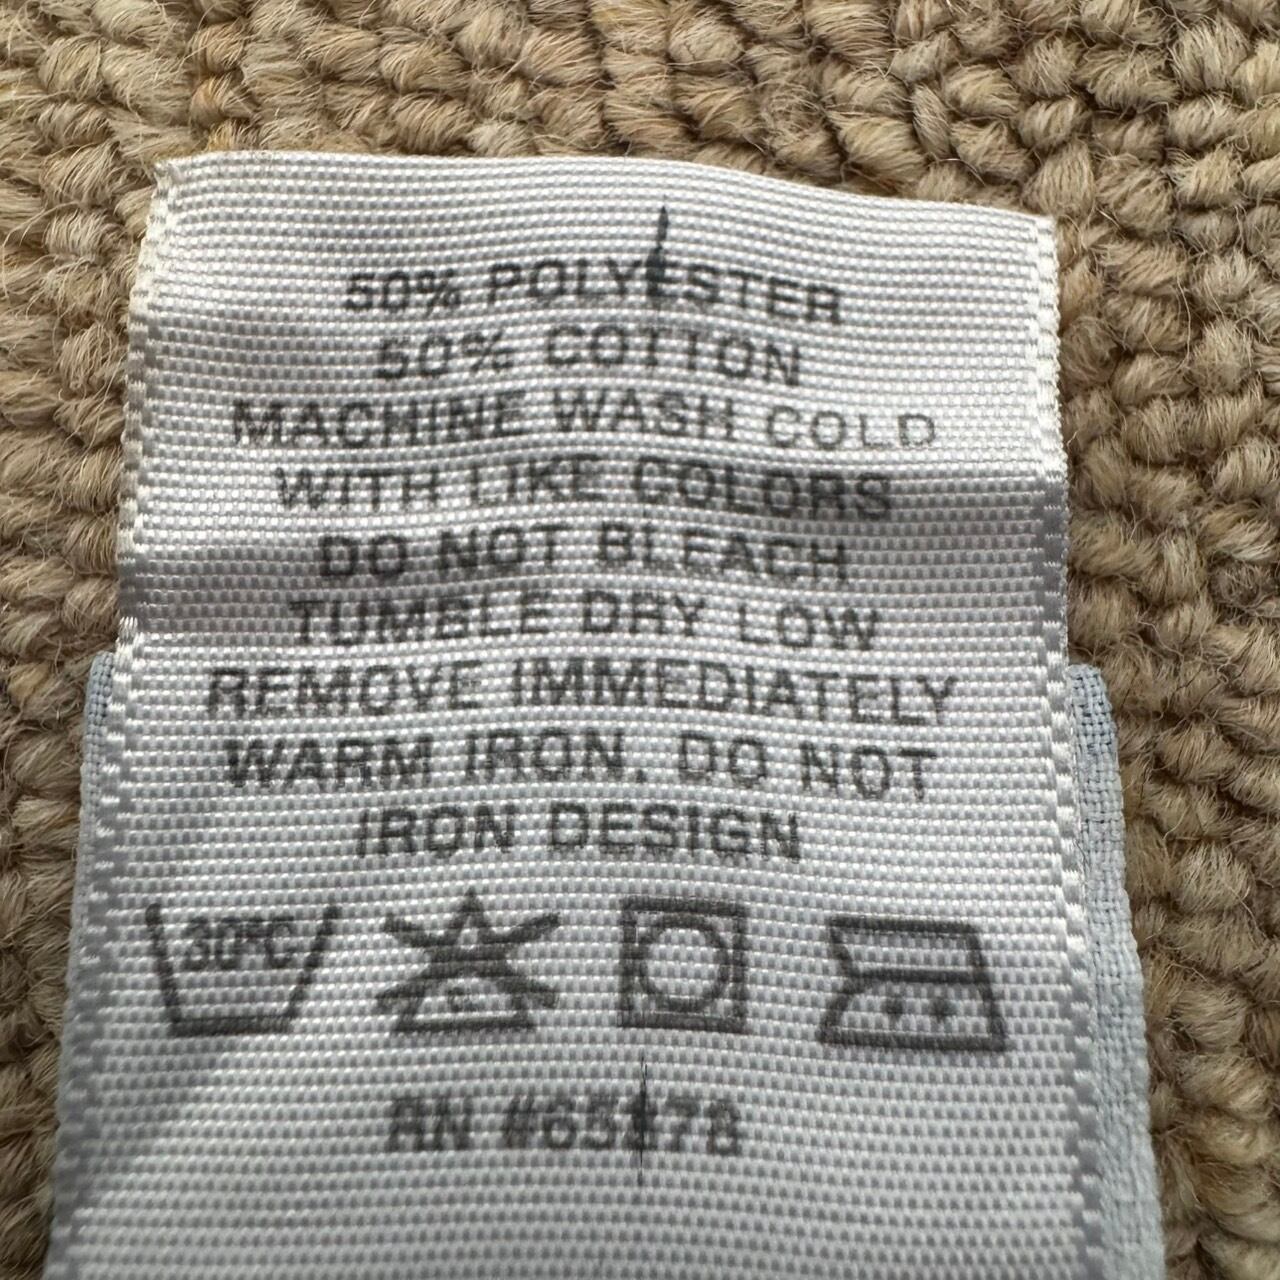 50% POLYESTER
50% COTTON
MACHINE WASH COLD
WITH LIKE COLORS
DO NOT BLEACH
TUMBLE DRY LOW
REMOVE IMMEDIATELY
WARM IRON, DO NOT
IRON DESIGN
30°C
C
RN